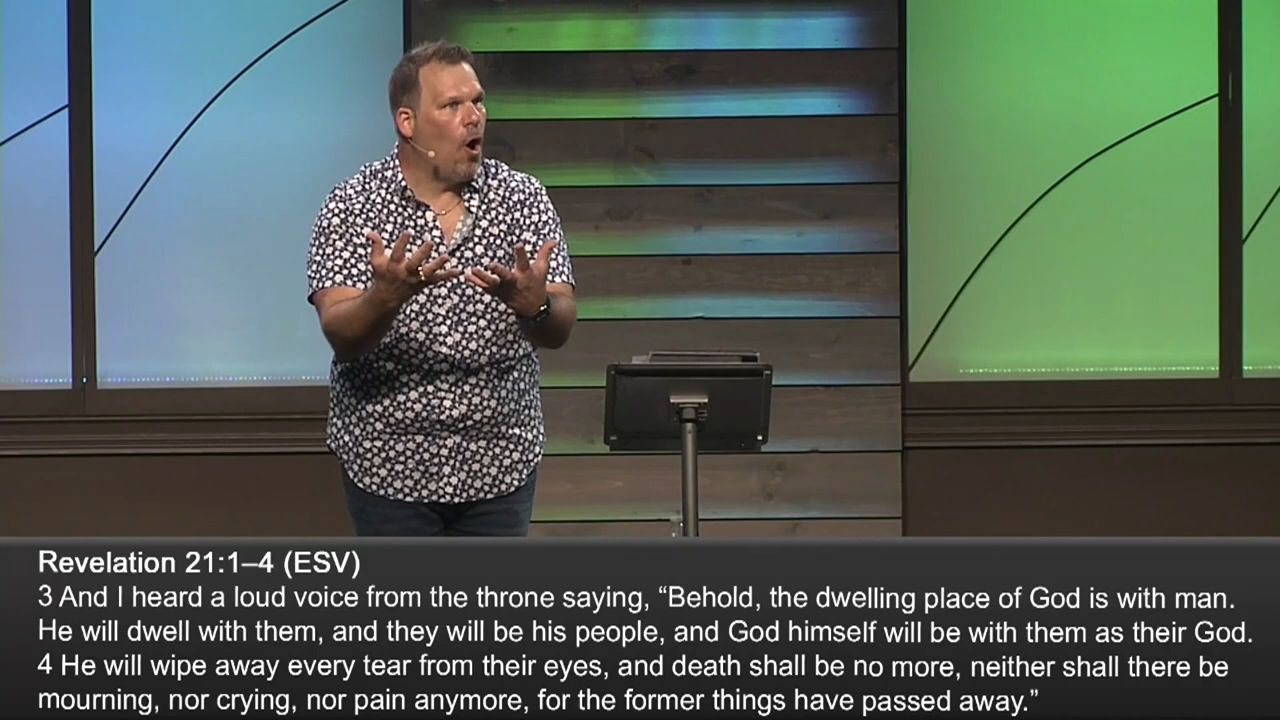 Revelation 21:1–4 (ESV)
3 And I heard a loud voice from the throne saying, “Behold, the dwelling place of God is with man.
He will dwell with them, and they will be his people, and God himself will be with them as their God.
4 He will wipe away every tear from their eyes, and death shall be no more, neither shall there be
mourning, nor crying, nor pain anymore, for the former things have passed away.”